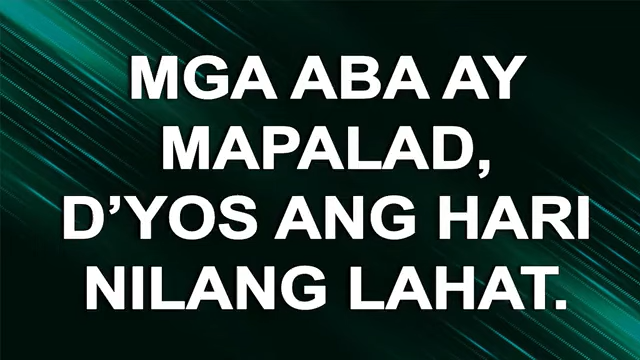 MGA ABA AY
MAPALAD,
D’YOS ANG HARI
NILANG LAHAT.